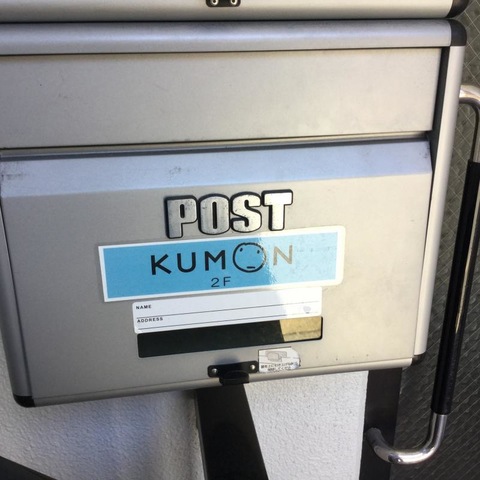 POST
KUMON
2F
NAME
ADDRESS